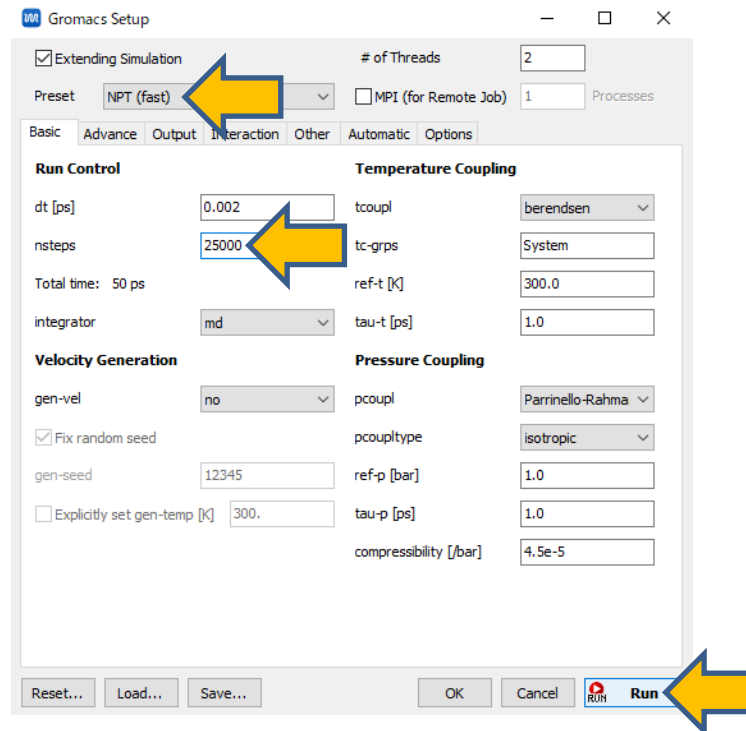 Gromacs Setup
Extending Simulation # of Threads 2
Preset NPT (fast) MPI (for Remote Job) 1 Processes
Basic Advance Output Interaction Other Automatic Options
Run Control Temperature Coupling
dt [ps] 0.002 tcoupl berendsen
nsteps 25000 tc-grps System
Total time: 50 ps ref-t [K] 300.0
integrator md tau-t [ps] 1.0
Velocity Generation Pressure Coupling
gen-vel no pcoupl Parrinello-Rahma
Fix random seed pcoupltype isotropic
gen-seed 12345 ref-p [bar] 1.0
Explicitly set gen-temp [K] 300. tau-p [ps] 1.0
compressibility [/bar] 4.5e-5
Reset... Load... Save... OK Cancel RUN Run